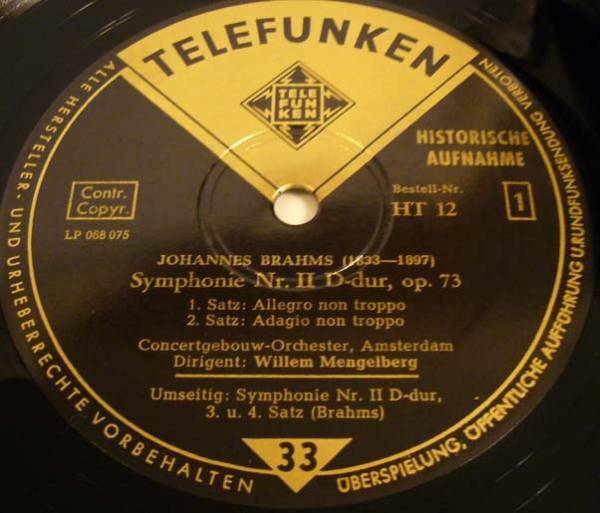 TELEFUNKEN
TELE
FUN
KEN
HISTORISCHE
AUFNAHME
Contr.
Copyr.
LP 068 075
Bestell-Nr.
HT 12
1
JOHANNES BRAHMS (1833—1897)
Symphonie Nr. II D-dur, op. 73
1. Satz: Allegro non troppo
2. Satz: Adagio non troppo
Concertgebouw-Orchester, Amsterdam
Dirigent: Willem Mengelberg
Umseitig: Symphonie Nr. II D-dur,
3. u. 4. Satz (Brahms)
33
ALLE HERSTELLER- UND URHEBERRECHTE VORBEHALTEN
ÜBERSPIELUNG, ÖFFENTLICHE AUFFÜHRUNG U. RUNDFUNKSENDUNG VERBOTEN